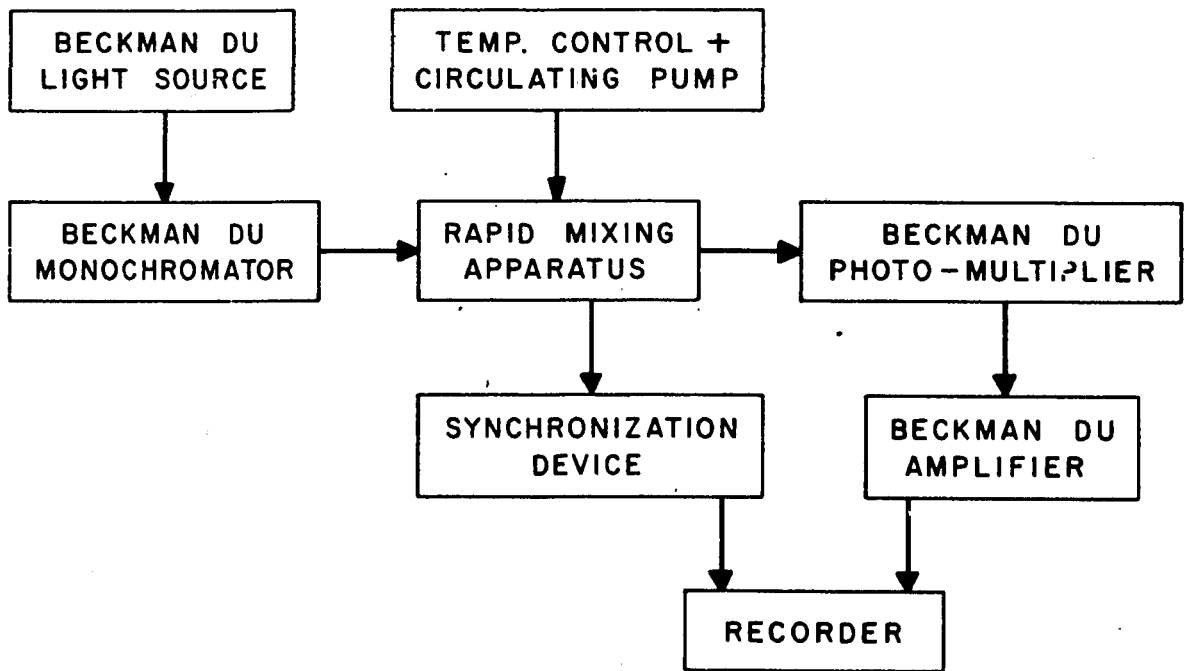 BECKMAN DU
LIGHT SOURCE
TEMP. CONTROL +
CIRCULATING PUMP
BECKMAN DU
MONOCHROMATOR
RAPID MIXING
APPARATUS
BECKMAN DU
PHOTO-MULTIPLIER
SYNCHRONIZATION
DEVICE
BECKMAN DU
AMPLIFIER
RECORDER